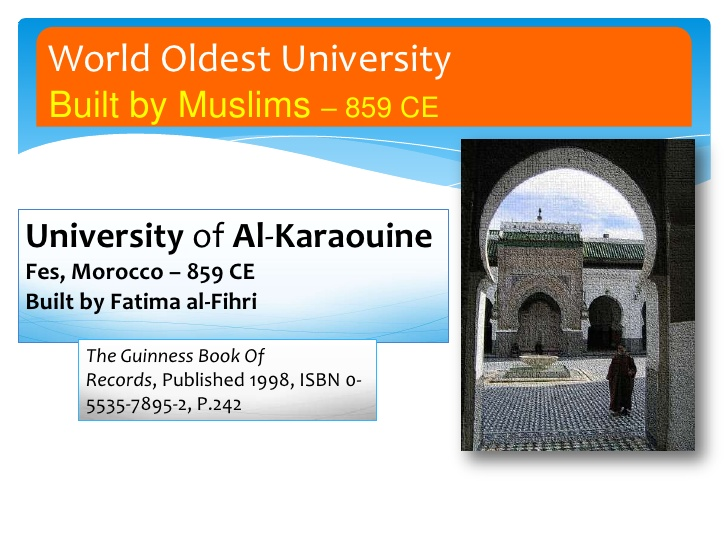 World Oldest University
Built by Muslims – 859 CE
University of Al-Karaouine
Fes, Morocco – 859 CE
Built by Fatima al-Fihri
The Guinness Book Of
Records, Published 1998, ISBN 0-
5535-7895-2, P.242